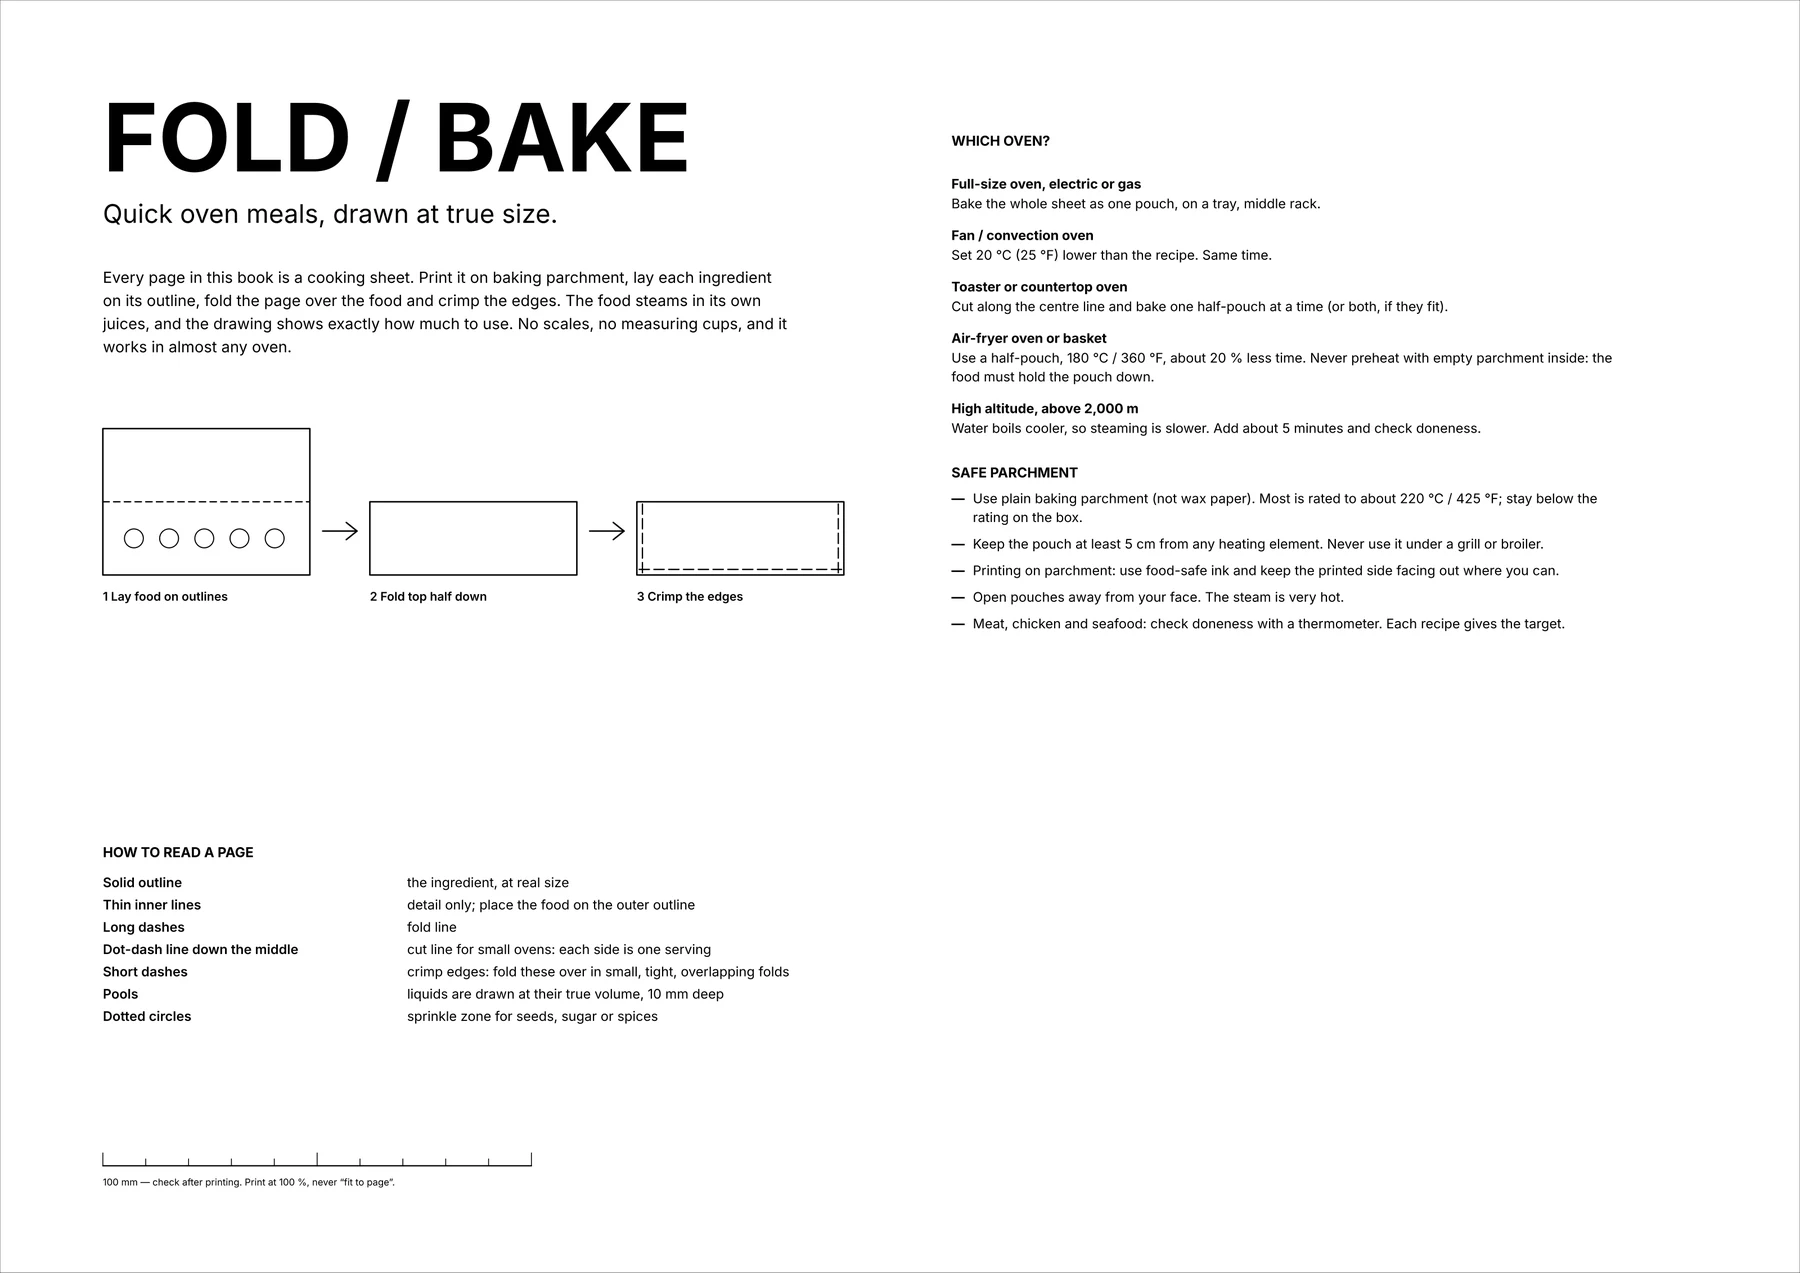 FOLD / BAKE
Quick oven meals, drawn at true size.
Every page in this book is a cooking sheet. Print it on baking parchment, lay each ingredient
on its outline, fold the page over the food and crimp the edges. The food steams in its own
juices, and the drawing shows exactly how much to use. No scales, no measuring cups, and it
works in almost any oven.
1 Lay food on outlines
2 Fold top half down
3 Crimp the edges
HOW TO READ A PAGE
Solid outline the ingredient, at real size
Thin inner lines detail only; place the food on the outer outline
Long dashes fold line
Dot-dash line down the middle cut line for small ovens: each side is one serving
Short dashes crimp edges: fold these over in small, tight, overlapping folds
Pools liquids are drawn at their true volume, 10 mm deep
Dotted circles sprinkle zone for seeds, sugar or spices
100 mm — check after printing. Print at 100 %, never “fit to page”.
WHICH OVEN?
Full-size oven, electric or gas
Bake the whole sheet as one pouch, on a tray, middle rack.
Fan / convection oven
Set 20 °C (25 °F) lower than the recipe. Same time.
Toaster or countertop oven
Cut along the centre line and bake one half-pouch at a time (or both, if they fit).
Air-fryer oven or basket
Use a half-pouch, 180 °C / 360 °F, about 20 % less time. Never preheat with empty parchment inside: the
food must hold the pouch down.
High altitude, above 2,000 m
Water boils cooler, so steaming is slower. Add about 5 minutes and check doneness.
SAFE PARCHMENT
— Use plain baking parchment (not wax paper). Most is rated to about 220 °C / 425 °F; stay below the
rating on the box.
— Keep the pouch at least 5 cm from any heating element. Never use it under a grill or broiler.
— Printing on parchment: use food-safe ink and keep the printed side facing out where you can.
— Open pouches away from your face. The steam is very hot.
— Meat, chicken and seafood: check doneness with a thermometer. Each recipe gives the target.